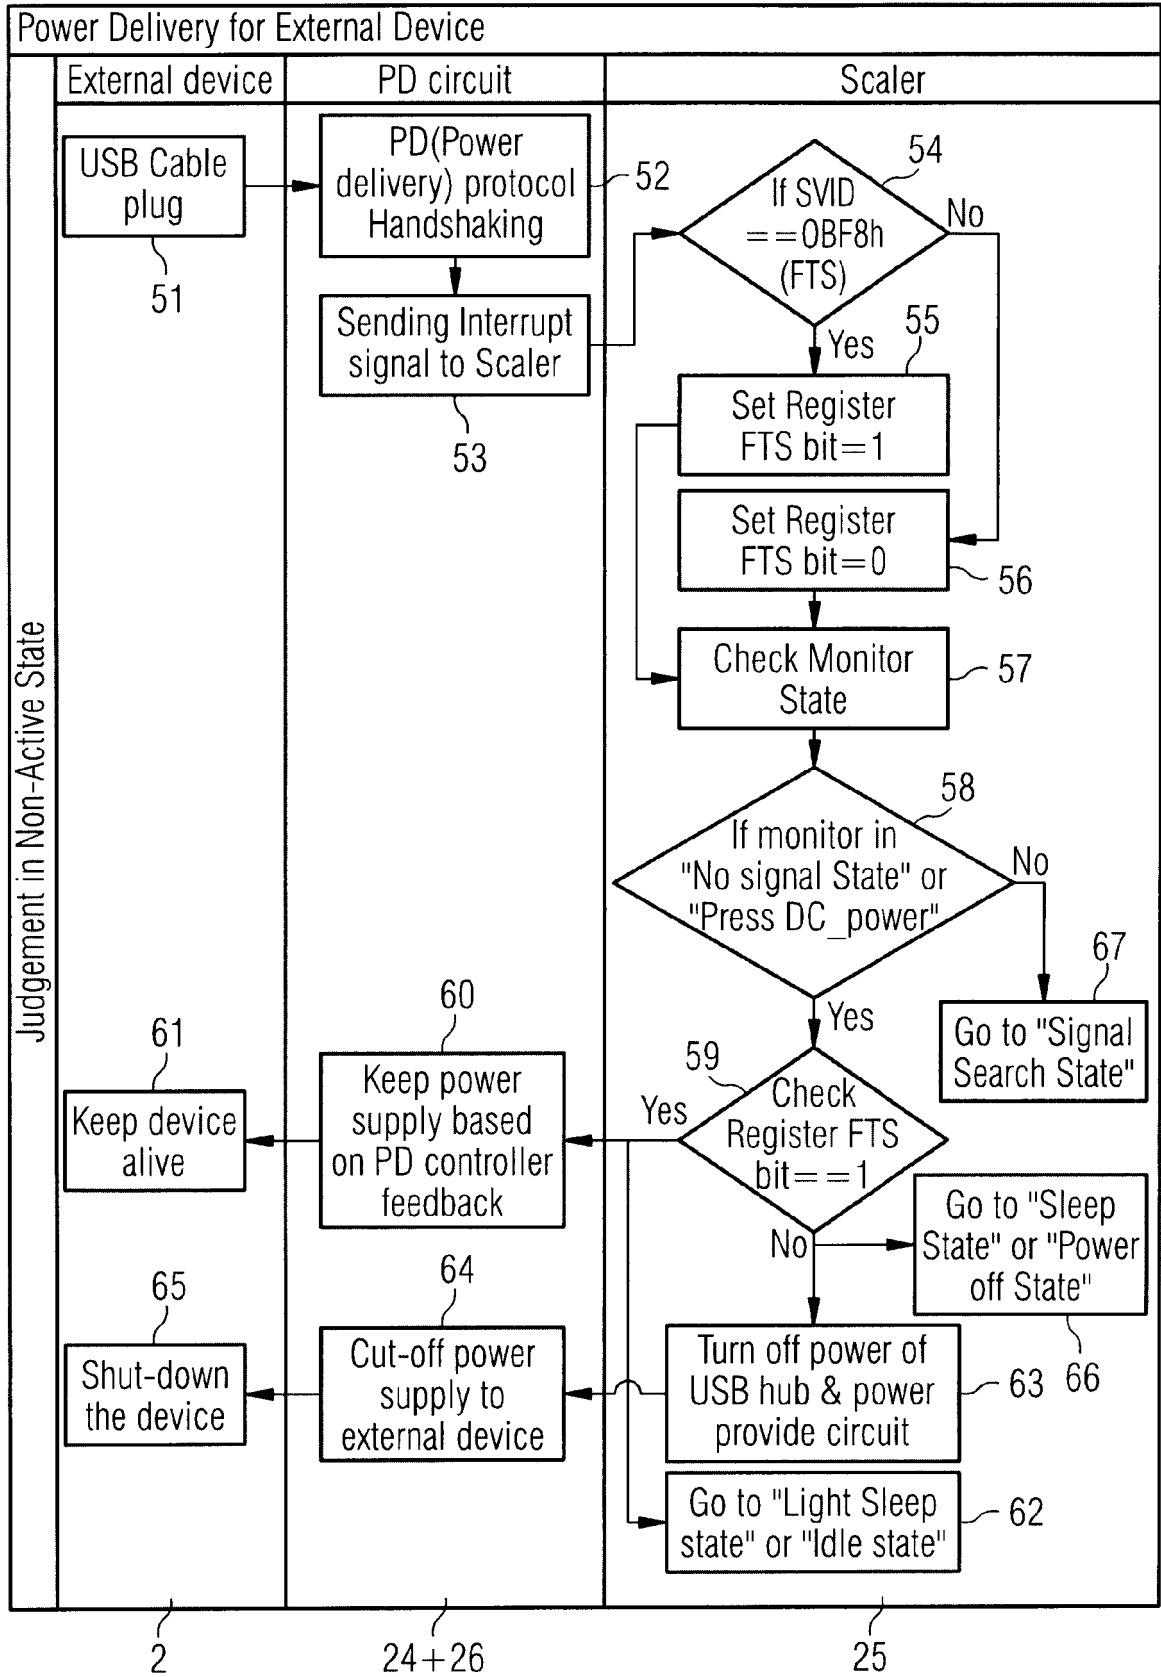 Power Delivery for External Device
External device
PD circuit
Scaler
Judgement in Non-Active State
USB Cable
plug
51
PD(Power
delivery) protocol
Handshaking
52
Sending Interrupt
signal to Scaler
53
If SVID
==0BF8h
(FTS)
54
No
Yes
55
Set Register
FTS bit=1
Set Register
FTS bit=0
56
Check Monitor
State
57
58
If monitor in
"No signal State" or
"Press DC_power"
No
67
Go to "Signal
Search State"
Yes
59
Check
Register FTS
bit==1
Yes
60
Keep power
supply based
on PD controller
feedback
61
Keep device
alive
No
Go to "Sleep
State" or "Power
off State"
66
Turn off power of
USB hub & power
provide circuit
63
64
Cut-off power
supply to
external device
65
Shut-down
the device
Go to "Light Sleep
state" or "Idle state"
62
2
24+26
25